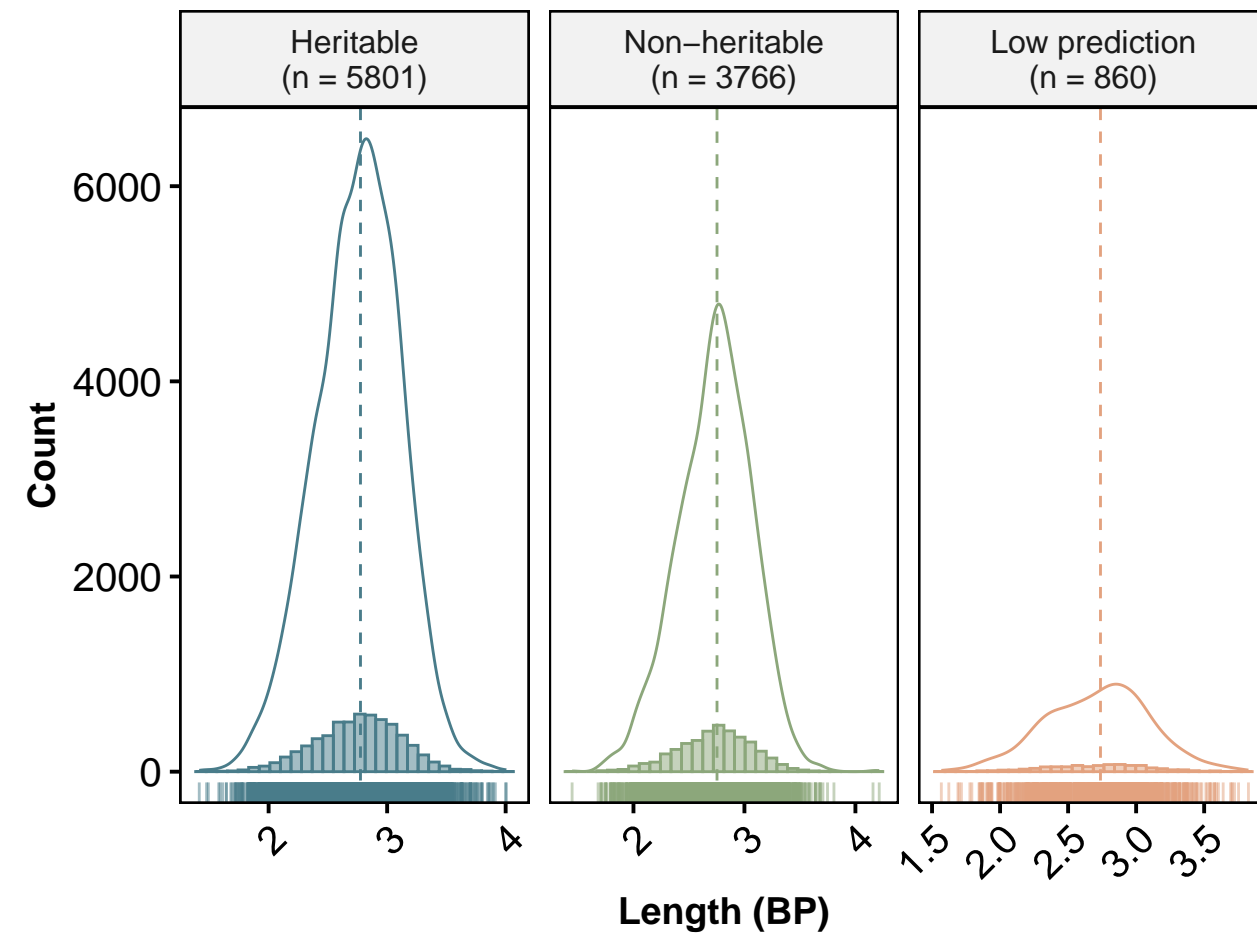 Heritable
(n = 5801)
Non−heritable
(n = 3766)
Low prediction
(n = 860)
Count
6000
4000
2000
0
2
3
4
2
3
4
1.5
2.0
2.5
3.0
3.5
Length (BP)